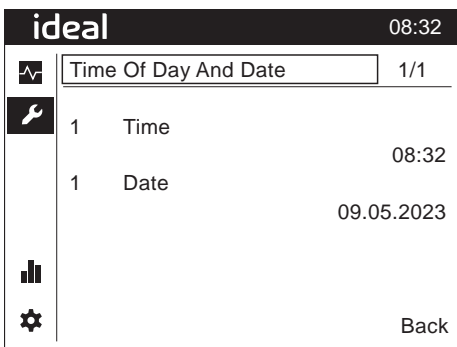 ideal 08:32
Time Of Day And Date 1/1
1 Time
08:32
1 Date
09.05.2023
Back